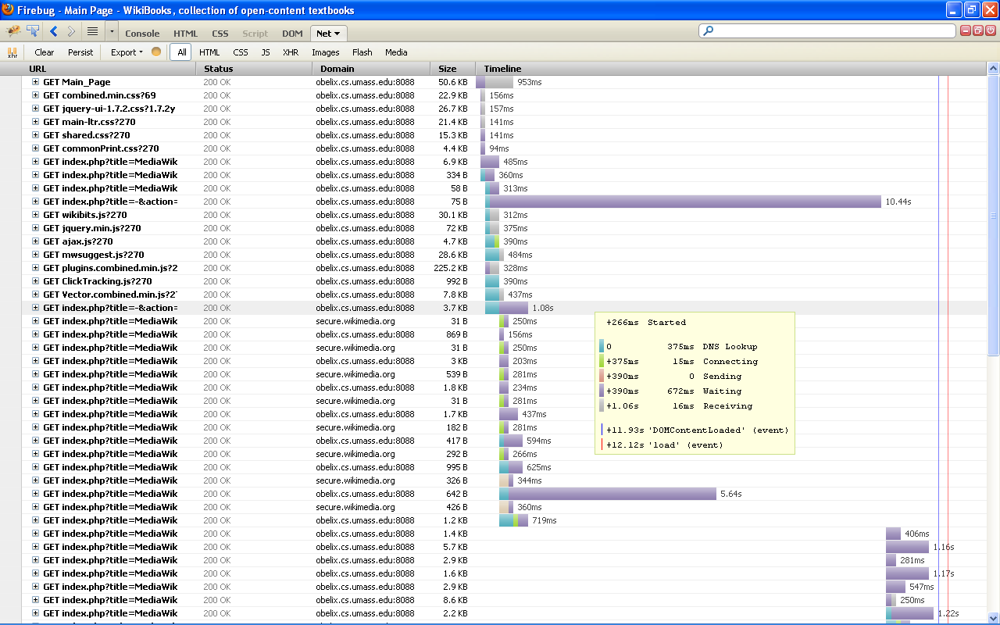 Firebug - Main Page - WikiBooks, collection of open-content textbooks
Console HTML CSS Script DOM Net
xhr Clear Persist Export All HTML CSS JS XHR Images Flash Media
URL Status Domain Size Timeline
GET Main_Page 200 OK obelix.cs.umass.edu:8088 50.6 KB 953ms
GET combined.min.css?69 200 OK obelix.cs.umass.edu:8088 22.9 KB 156ms
GET jquery-ui-1.7.2.css?1.7.2y 200 OK obelix.cs.umass.edu:8088 26.7 KB 157ms
GET main-ltr.css?270 200 OK obelix.cs.umass.edu:8088 21.4 KB 141ms
GET shared.css?270 200 OK obelix.cs.umass.edu:8088 15.3 KB 141ms
GET commonPrint.css?270 200 OK obelix.cs.umass.edu:8088 4.4 KB 94ms
GET index.php?title=MediaWik 200 OK obelix.cs.umass.edu:8088 6.9 KB 485ms
GET index.php?title=MediaWik 200 OK obelix.cs.umass.edu:8088 334 B 360ms
GET index.php?title=MediaWik 200 OK obelix.cs.umass.edu:8088 58 B 313ms
GET index.php?title=-&action= 200 OK obelix.cs.umass.edu:8088 75 B 10.44s
GET wikibits.js?270 200 OK obelix.cs.umass.edu:8088 30.1 KB 312ms
GET jquery.min.js?270 200 OK obelix.cs.umass.edu:8088 72 KB 375ms
GET ajax.js?270 200 OK obelix.cs.umass.edu:8088 4.7 KB 390ms
GET mwsuggest.js?270 200 OK obelix.cs.umass.edu:8088 28.6 KB 484ms
GET plugins.combined.min.js?2 200 OK obelix.cs.umass.edu:8088 225.2 KB 328ms
GET ClickTracking.js?270 200 OK obelix.cs.umass.edu:8088 992 B 390ms
GET Vector.combined.min.js?2 200 OK obelix.cs.umass.edu:8088 7.8 KB 437ms
GET index.php?title=-&action= 200 OK obelix.cs.umass.edu:8088 3.7 KB 1.08s
GET index.php?title=MediaWik 200 OK secure.wikimedia.org 31 B 250ms
GET index.php?title=MediaWik 200 OK obelix.cs.umass.edu:8088 869 B 156ms
GET index.php?title=MediaWik 200 OK secure.wikimedia.org 31 B 250ms
GET index.php?title=MediaWik 200 OK obelix.cs.umass.edu:8088 3 KB 203ms
GET index.php?title=MediaWik 200 OK secure.wikimedia.org 539 B 281ms
GET index.php?title=MediaWik 200 OK obelix.cs.umass.edu:8088 1.8 KB 234ms
GET index.php?title=MediaWik 200 OK secure.wikimedia.org 31 B 281ms
GET index.php?title=MediaWik 200 OK obelix.cs.umass.edu:8088 1.7 KB 437ms
GET index.php?title=MediaWik 200 OK secure.wikimedia.org 182 B 281ms
GET index.php?title=MediaWik 200 OK obelix.cs.umass.edu:8088 417 B 594ms
GET index.php?title=MediaWik 200 OK secure.wikimedia.org 292 B 266ms
GET index.php?title=MediaWik 200 OK obelix.cs.umass.edu:8088 995 B 625ms
GET index.php?title=MediaWik 200 OK secure.wikimedia.org 326 B 344ms
GET index.php?title=MediaWik 200 OK obelix.cs.umass.edu:8088 642 B 5.64s
GET index.php?title=MediaWik 200 OK secure.wikimedia.org 426 B 360ms
GET index.php?title=MediaWik 200 OK obelix.cs.umass.edu:8088 1.2 KB 719ms
GET index.php?title=MediaWik 200 OK obelix.cs.umass.edu:8088 1.4 KB 406ms
GET index.php?title=MediaWik 200 OK obelix.cs.umass.edu:8088 5.7 KB 1.16s
GET index.php?title=MediaWik 200 OK obelix.cs.umass.edu:8088 2.9 KB 281ms
GET index.php?title=MediaWik 200 OK obelix.cs.umass.edu:8088 1.6 KB 1.17s
GET index.php?title=MediaWik 200 OK obelix.cs.umass.edu:8088 2.9 KB 547ms
GET index.php?title=MediaWik 200 OK obelix.cs.umass.edu:8088 8.6 KB 250ms
GET index.php?title=MediaWik 200 OK obelix.cs.umass.edu:8088 2.2 KB 1.22s
+266ms Started
0 375ms DNS Lookup
+375ms 15ms Connecting
+390ms 0 Sending
+390ms 672ms Waiting
+1.06s 16ms Receiving
+11.93s 'DOMContentLoaded' (event)
+12.12s 'load' (event)